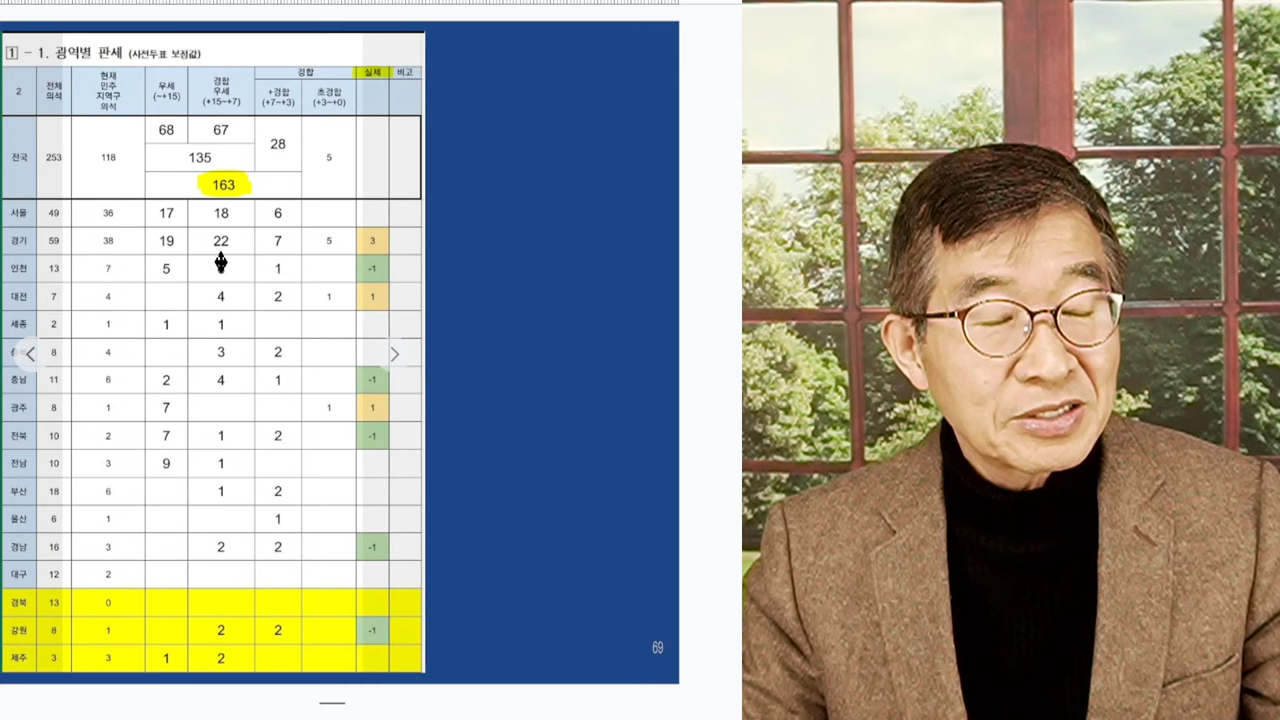 1 - 1. 광역별 판세 (사전투표 보정값)
2 전체 의석 현재 민주 지역구 의석 우세 (~+15) 경합 우세 (+15~+7) 경합 +경합 (+7~+3) 초경합 (+3~+0) 실제 비고
전국 253 118 68 67 28 5
135
163
서울 49 36 17 18 6
경기 59 38 19 22 7 5 3
인천 13 7 5 1 -1
대전 7 4 4 2 1 1
세종 2 1 1 1
8 4 3 2
충남 11 6 2 4 1 -1
광주 8 1 7 1 1
전북 10 2 7 1 2 -1
전남 10 3 9 1
부산 18 6 1 2
울산 6 1 1
경남 16 3 2 2 -1
대구 12 2
경북 13 0
강원 8 1 2 2 -1
제주 3 3 1 2
69